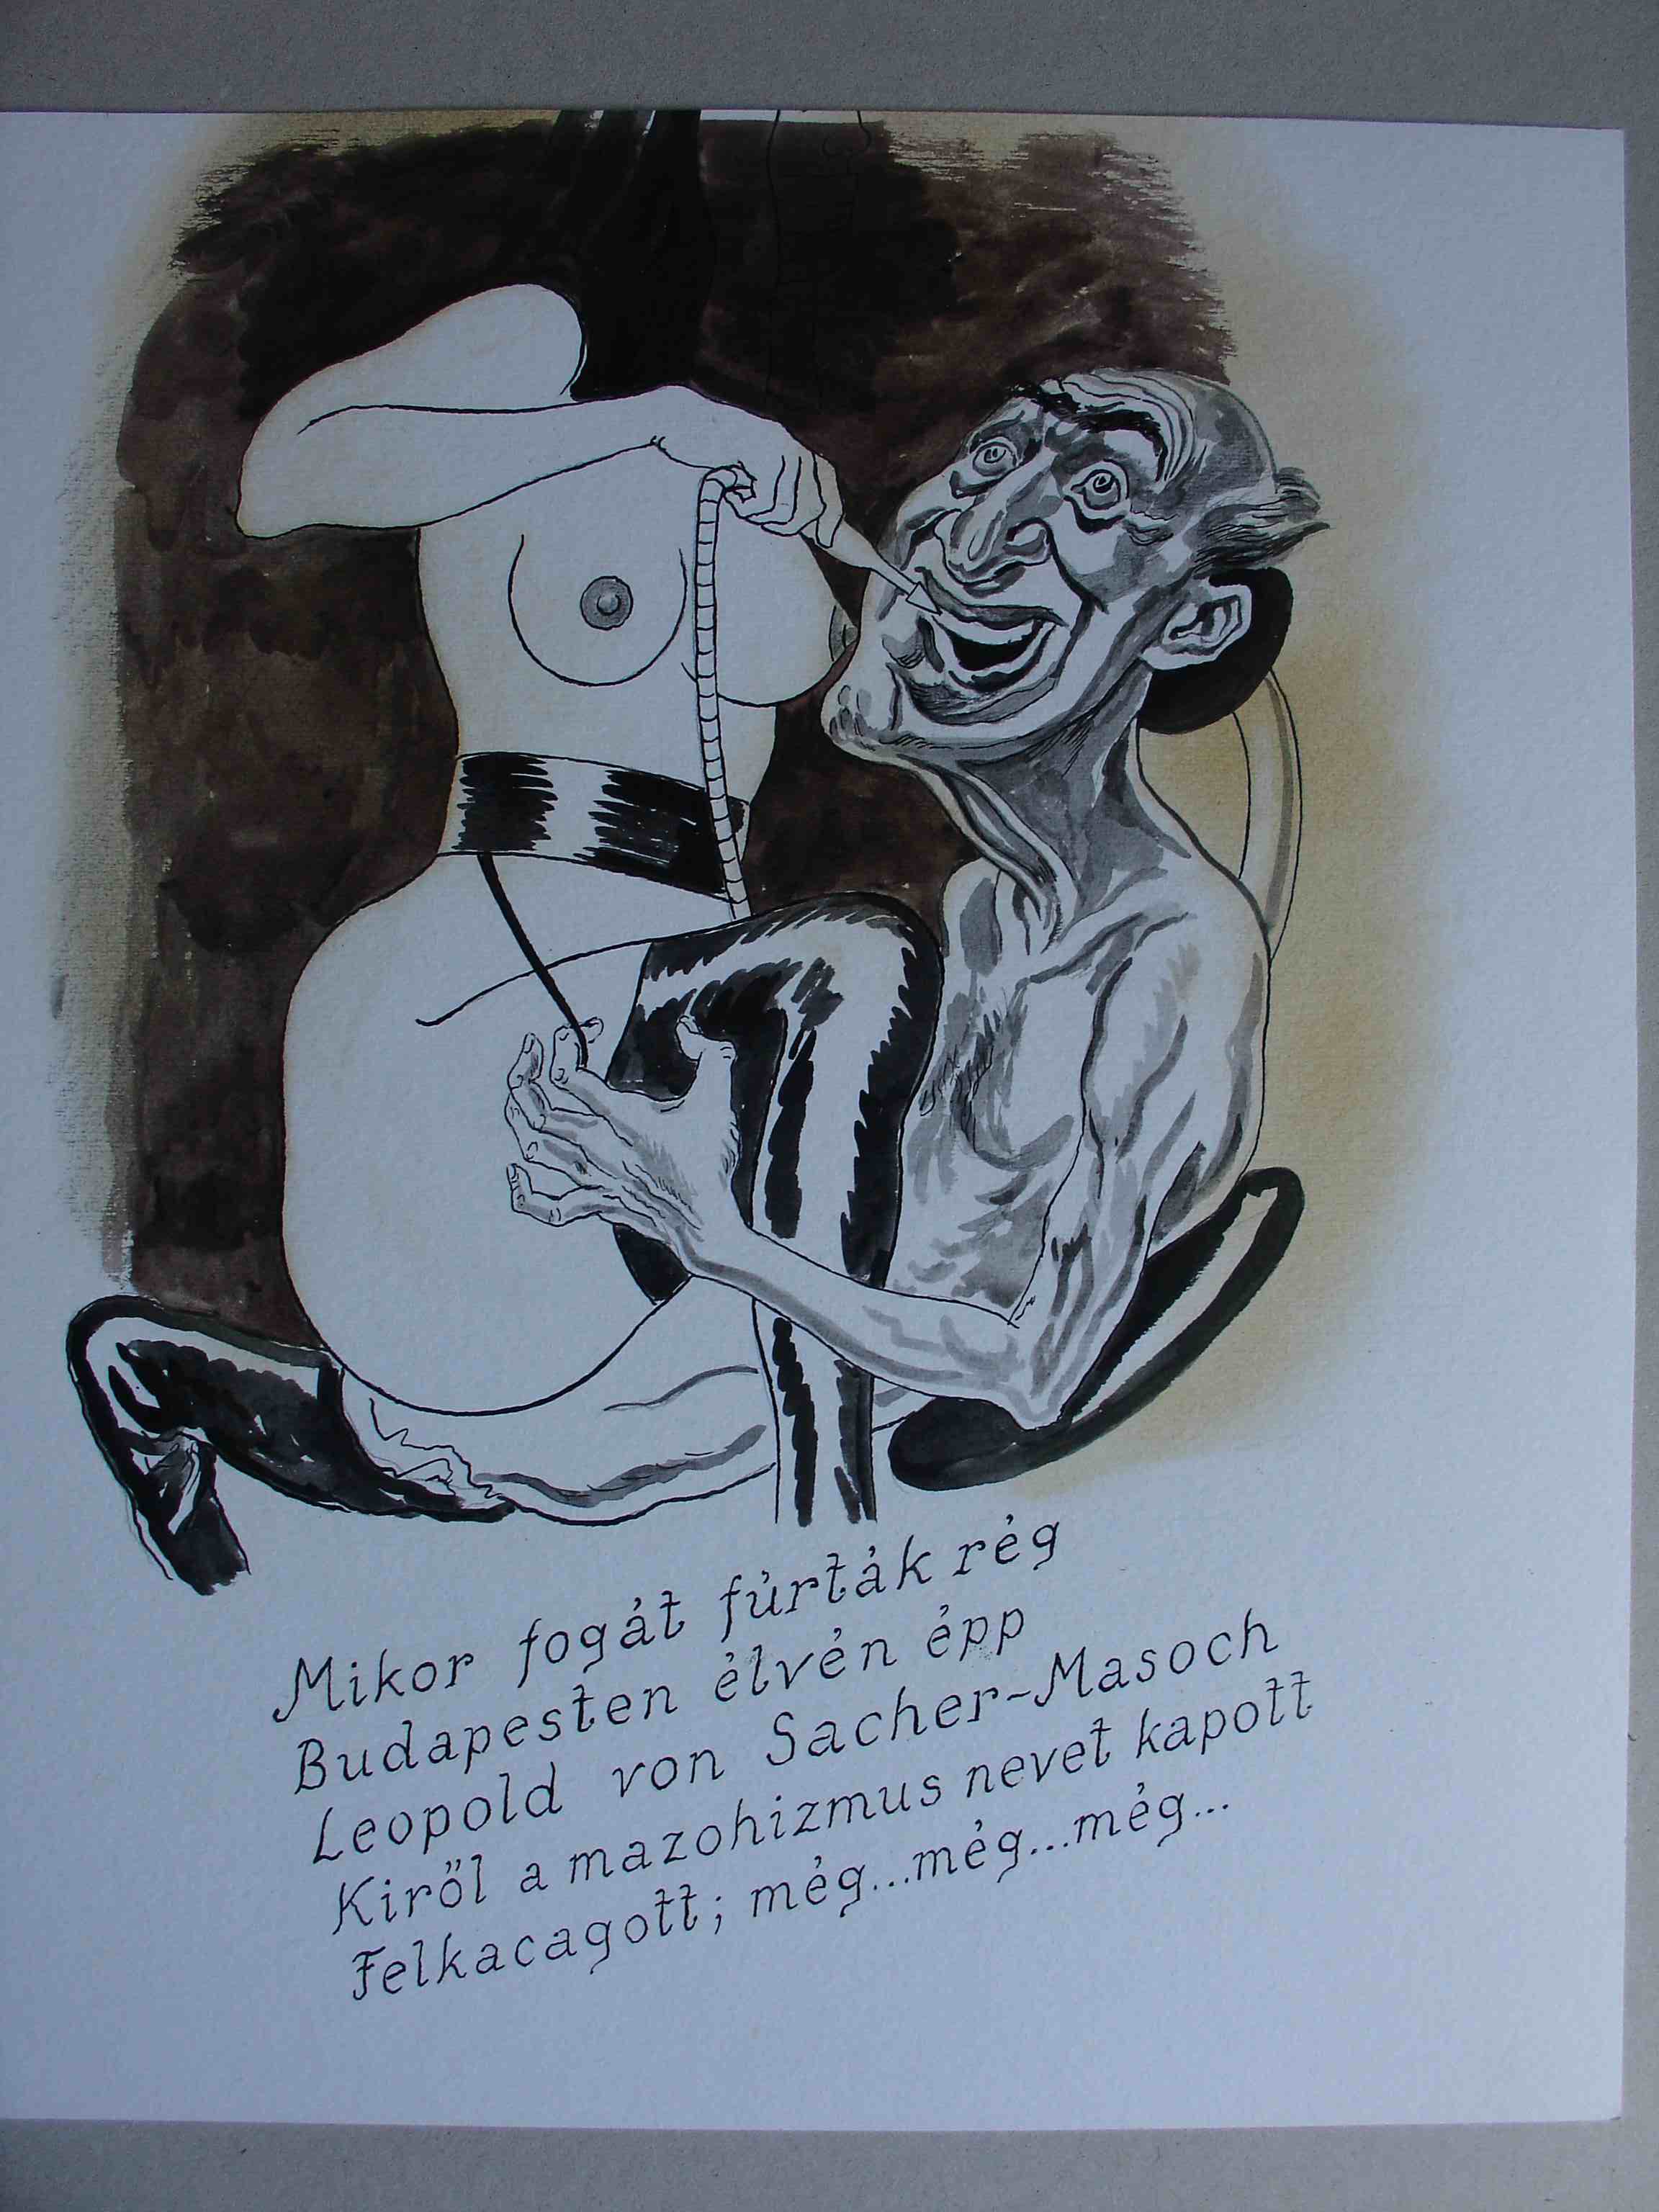 Mikor fogát fúrták rég
Budapesten élvén épp
Leopold von Sacher-Masoch
Kiről a mazohizmus nevet kapott
Felkacagott; még...még...még...